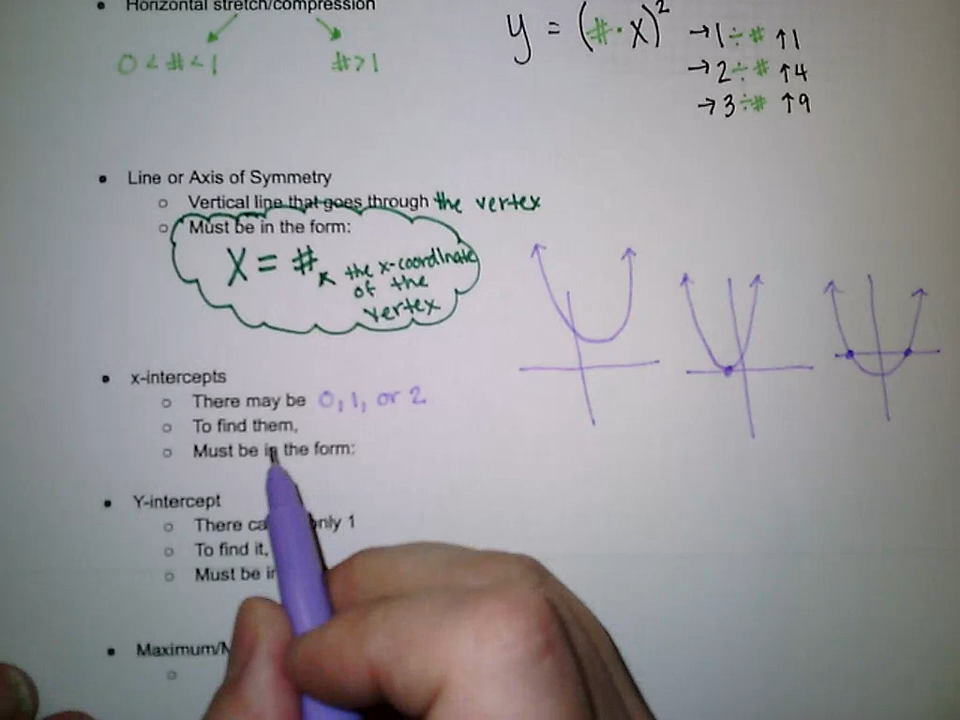 Horizontal stretch/compression
0 < # < 1
# > 1
y = (# · x)²
→ 1 ÷ # ↑1
→ 2 ÷ # ↑4
→ 3 ÷ # ↑9
Line or Axis of Symmetry
Vertical line that goes through the vertex
Must be in the form:
X = #
the x-coordinate
of the
vertex
x-intercepts
There may be 0, 1, or 2
To find them,
Must be in the form:
Y-intercept
There only 1
To find it,
Must be